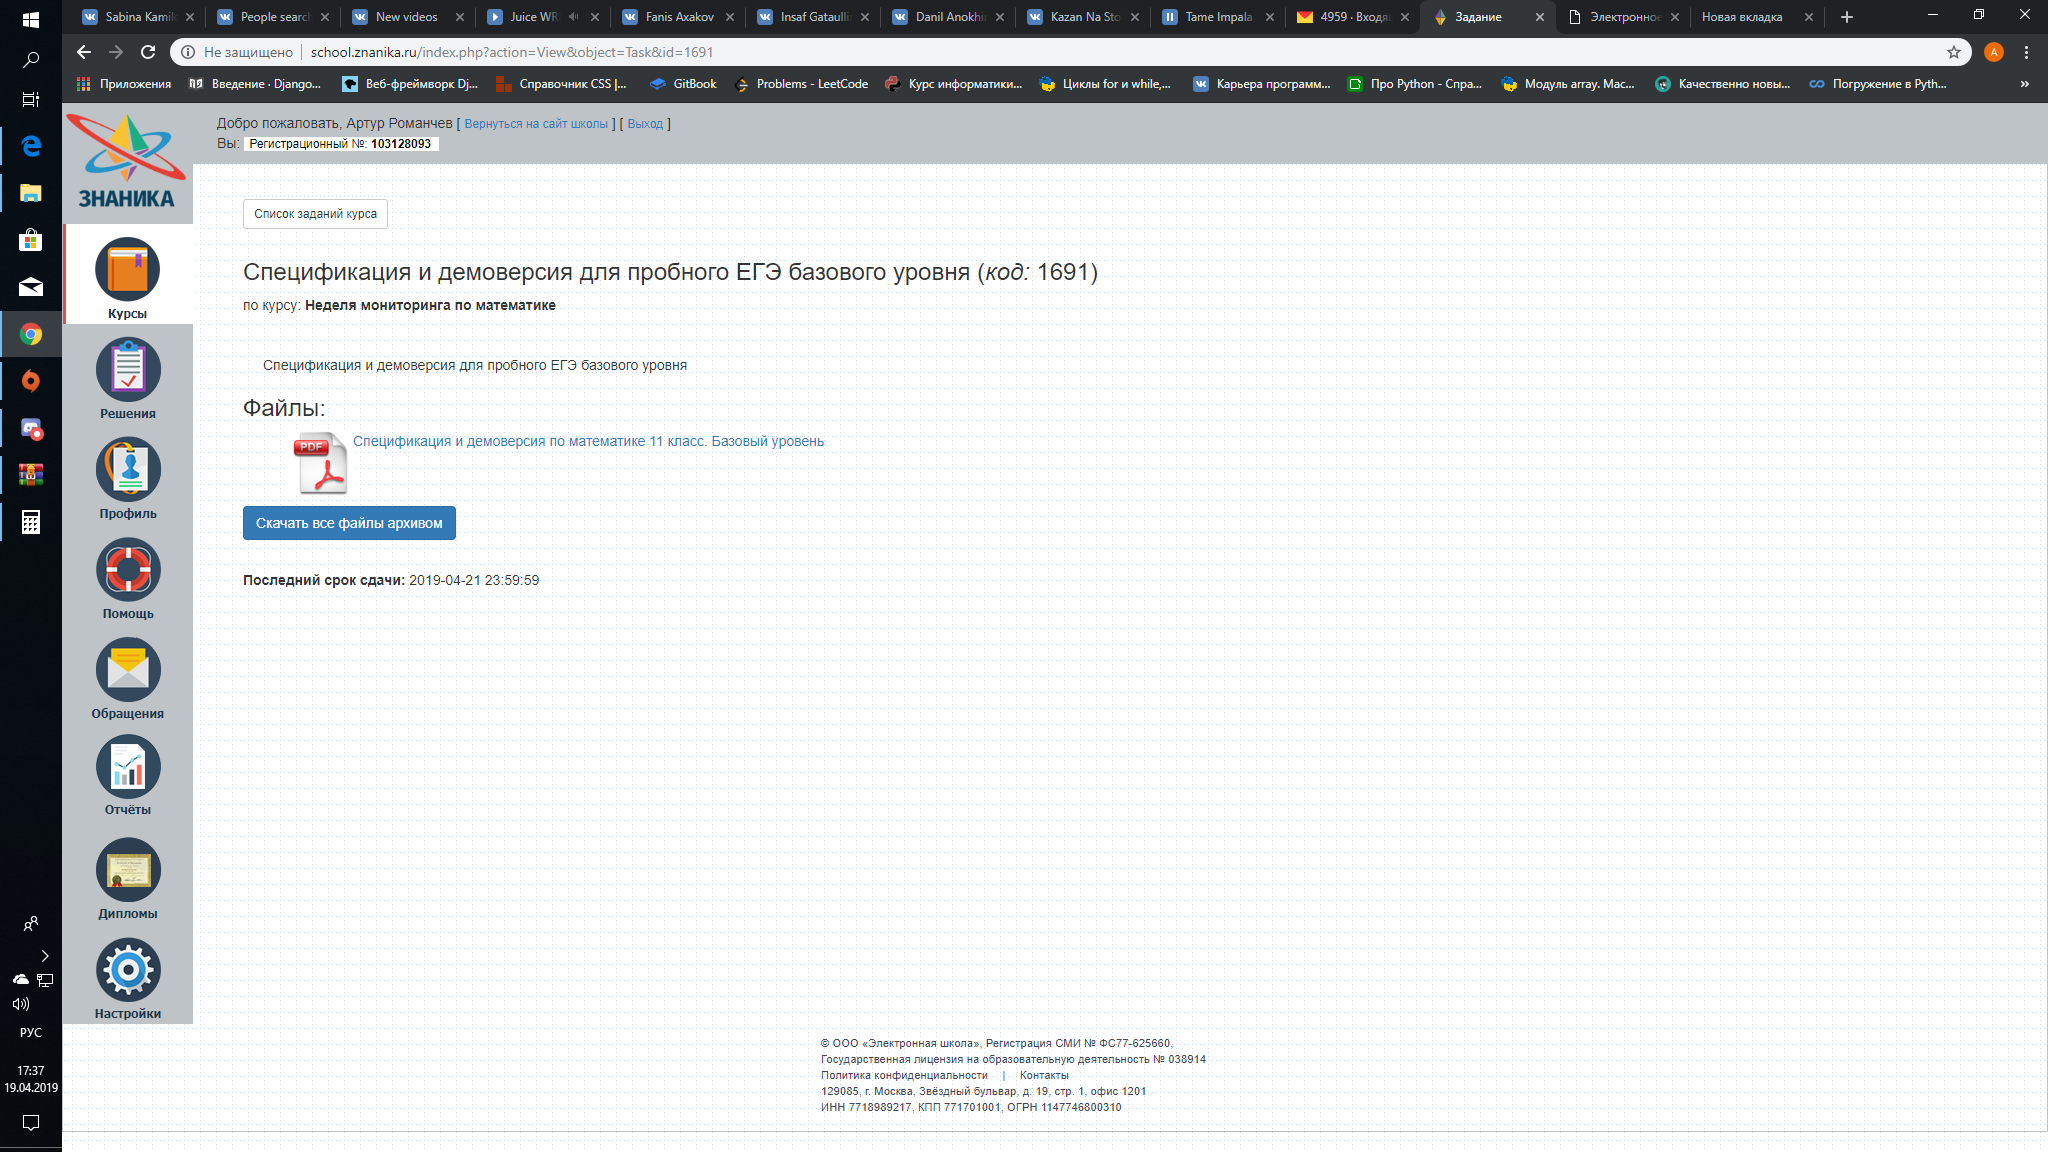 Sabina Kamil
People search
New videos
Juice WR
Fanis Axakov
Insaf Gataulli
Danil Anokhi
Kazan Na Sto
Tame Impala
4959 · Входя
Задание
Электронное
Новая вкладка
Не защищено | school.znanika.ru/index.php?action=View&object=Task&id=1691
А
Приложения
Введение · Django...
Веб-фреймворк Dj...
Справочник CSS |...
GitBook
Problems - LeetCode
Курс информатики...
Циклы for и while,...
Карьера программ...
Про Python - Спра...
Модуль array. Мас...
Качественно новы...
Погружение в Pyth...
»
ЗНАНИКА
Добро пожаловать, Артур Романчев [ Вернуться на сайт школы ] [ Выход ]
Вы: Регистрационный №: 103128093
Список заданий курса
Спецификация и демоверсия для пробного ЕГЭ базового уровня (код: 1691)
по курсу: Неделя мониторинга по математике
Спецификация и демоверсия для пробного ЕГЭ базового уровня
Файлы:
PDF
Спецификация и демоверсия по математике 11 класс. Базовый уровень
Скачать все файлы архивом
Последний срок сдачи: 2019-04-21 23:59:59
Курсы
Решения
Профиль
Помощь
Обращения
Отчёты
Дипломы
Настройки
РУС
17:37
19.04.2019
© ООО «Электронная школа», Регистрация СМИ № ФС77-625660,
Государственная лицензия на образовательную деятельность № 038914
Политика конфиденциальности | Контакты
129085, г. Москва, Звёздный бульвар, д. 19, стр. 1, офис 1201
ИНН 7718989217, КПП 771701001, ОГРН 1147746800310